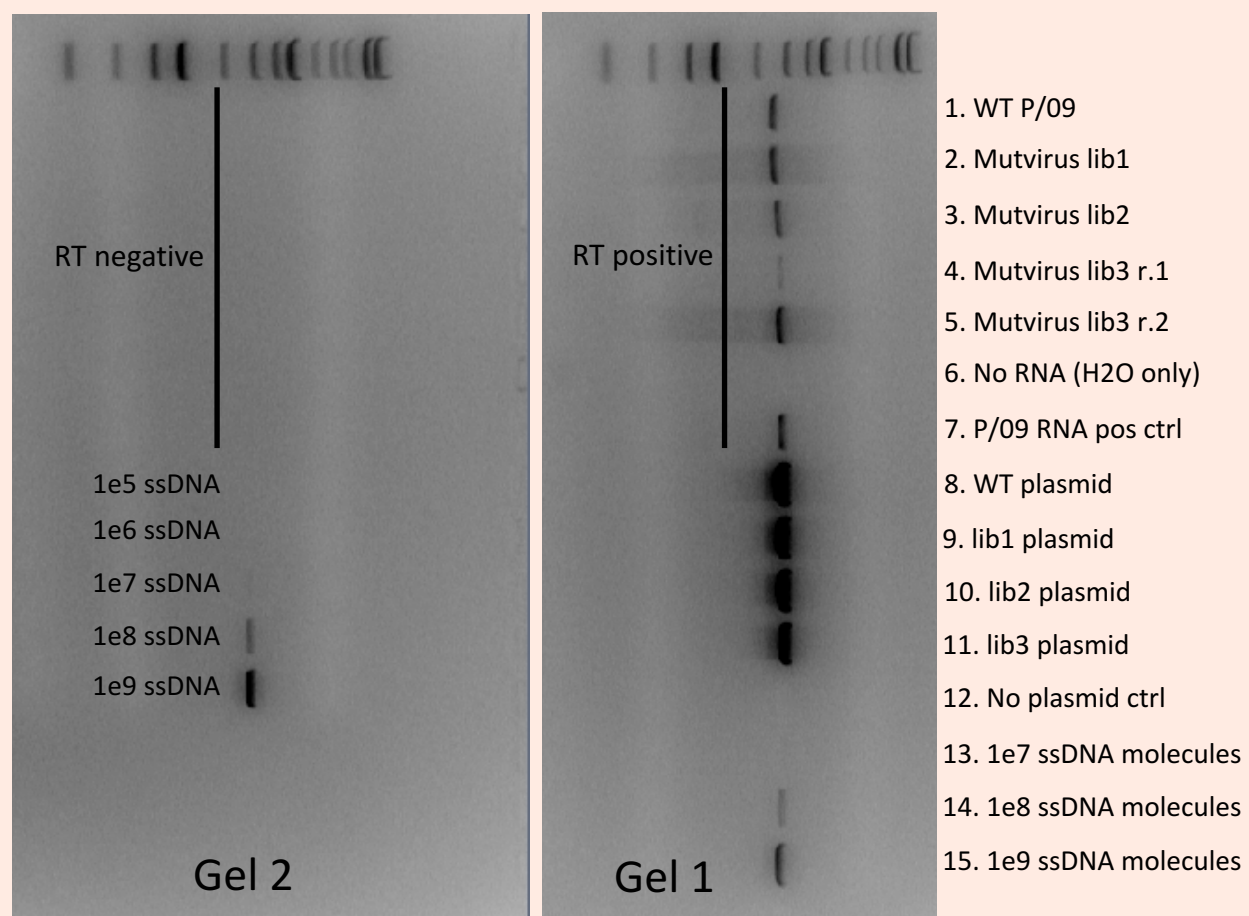 RT negative
1e5 ssDNA
1e6 ssDNA
1e7 ssDNA
1e8 ssDNA
1e9 ssDNA
Gel 2
RT positive
Gel 1
1. WT P/09
2. Mutvirus lib1
3. Mutvirus lib2
4. Mutvirus lib3 r.1
5. Mutvirus lib3 r.2
6. No RNA (H2O only)
7. P/09 RNA pos ctrl
8. WT plasmid
9. lib1 plasmid
10. lib2 plasmid
11. lib3 plasmid
12. No plasmid ctrl
13. 1e7 ssDNA molecules
14. 1e8 ssDNA molecules
15. 1e9 ssDNA molecules